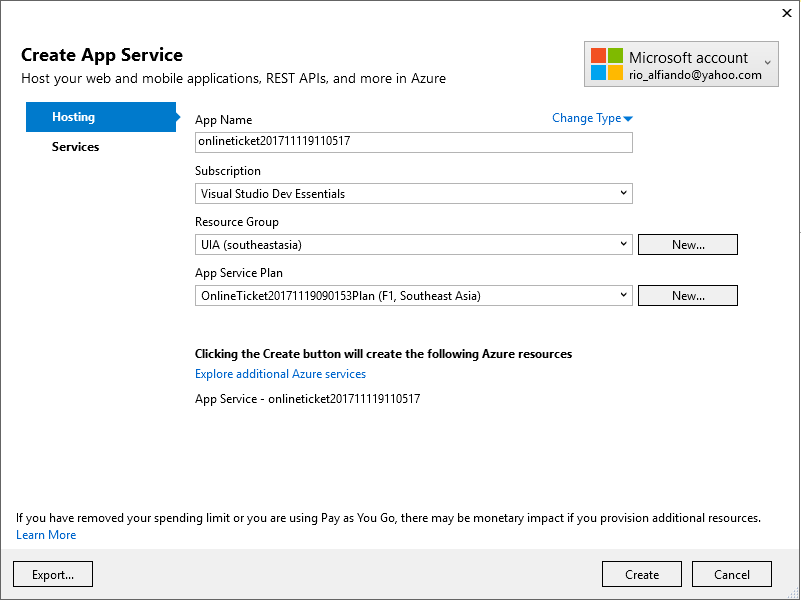 Create App Service
Host your web and mobile applications, REST APIs, and more in Azure
Microsoft account
rio_alfiando@yahoo.com
Hosting
Services
App Name
Change Type
onlineticket201711119110517
Subscription
Visual Studio Dev Essentials
Resource Group
UIA (southeastasia)
New...
App Service Plan
OnlineTicket20171119090153Plan (F1, Southeast Asia)
New...
Clicking the Create button will create the following Azure resources
Explore additional Azure services
App Service - onlineticket201711119110517
If you have removed your spending limit or you are using Pay as You Go, there may be monetary impact if you provision additional resources.
Learn More
Export...
Create
Cancel